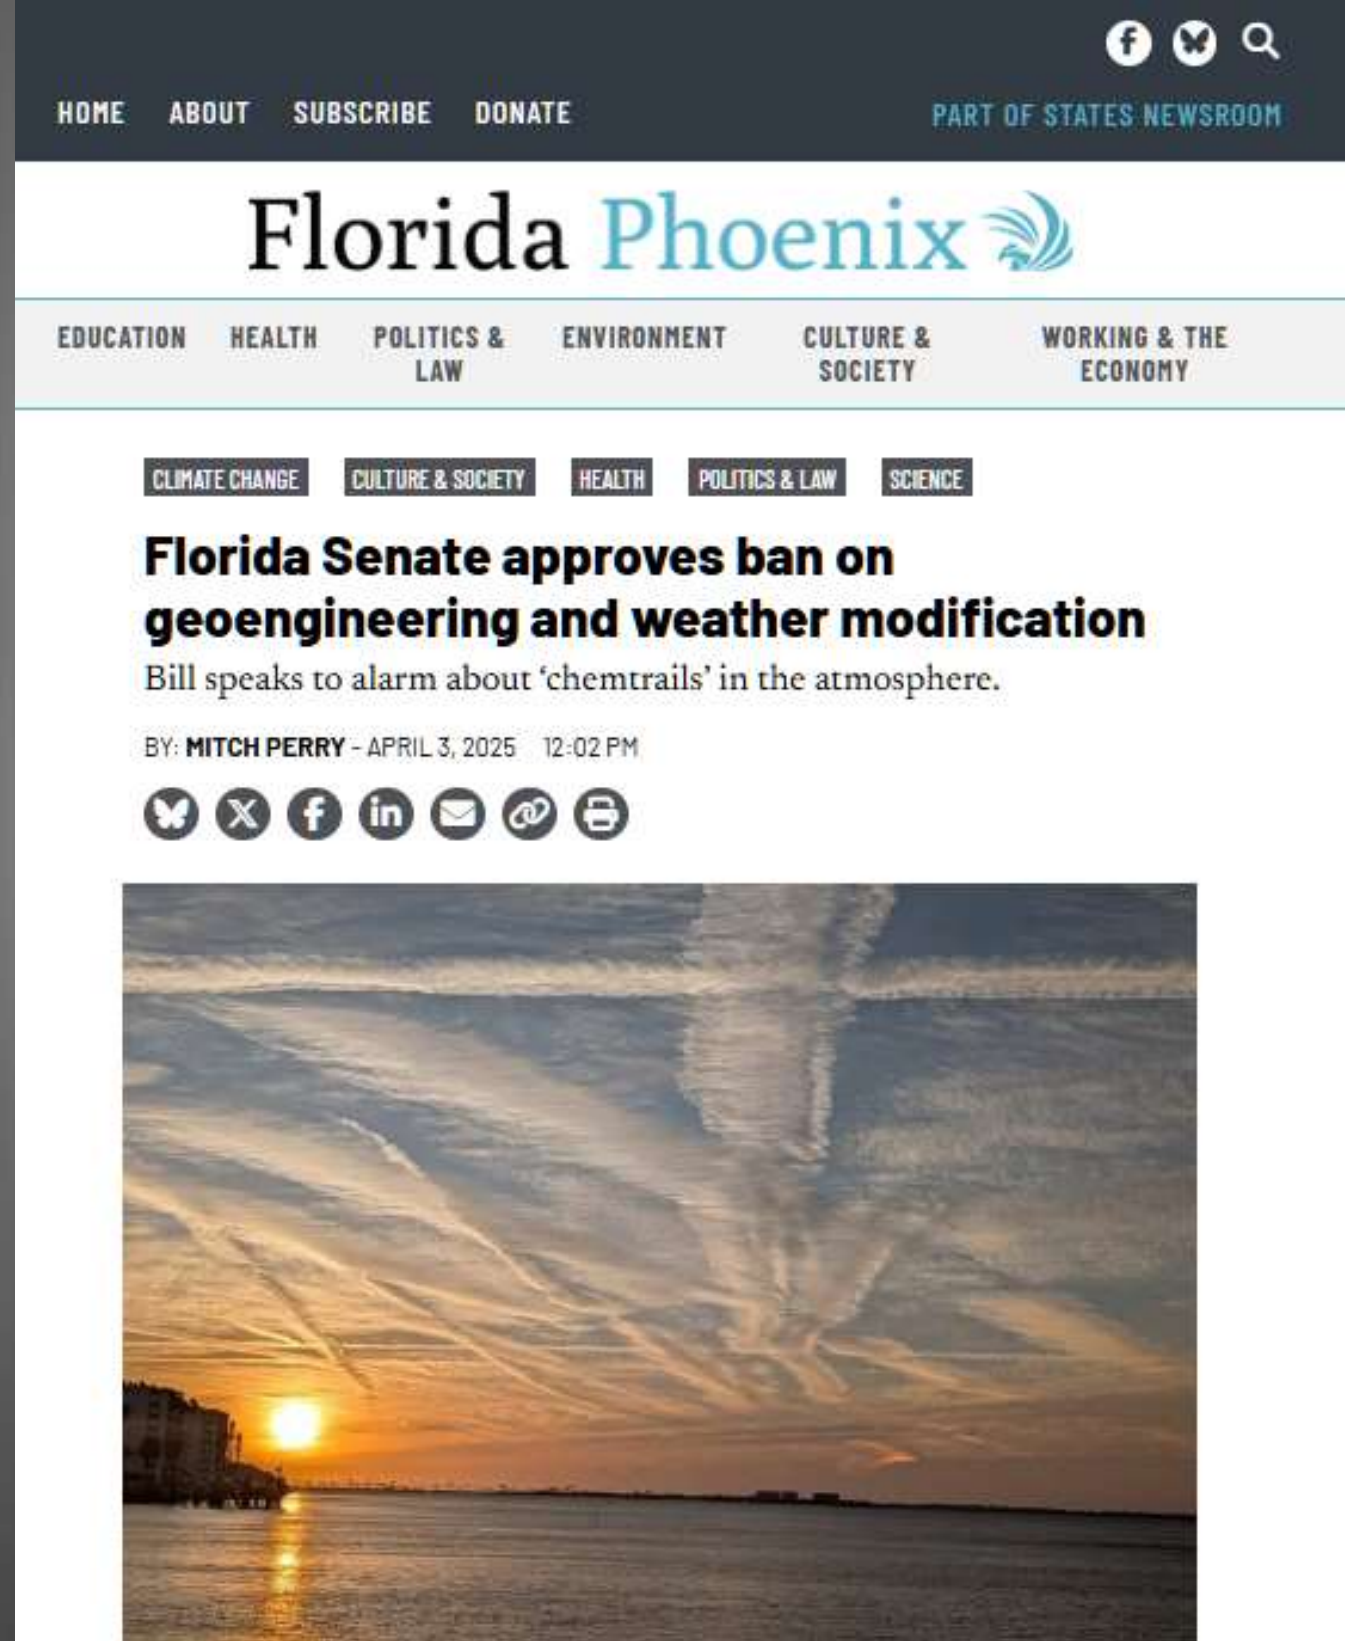 HOME ABOUT SUBSCRIBE DONATE PART OF STATES NEWSROOM
Florida Phoenix
EDUCATION HEALTH POLITICS & LAW ENVIRONMENT CULTURE & SOCIETY WORKING & THE ECONOMY
CLIMATE CHANGE CULTURE & SOCIETY HEALTH POLITICS & LAW SCIENCE
Florida Senate approves ban on
geoengineering and weather modification
Bill speaks to alarm about ‘chemtrails’ in the atmosphere.
BY: MITCH PERRY - APRIL 3, 2025 12:02 PM